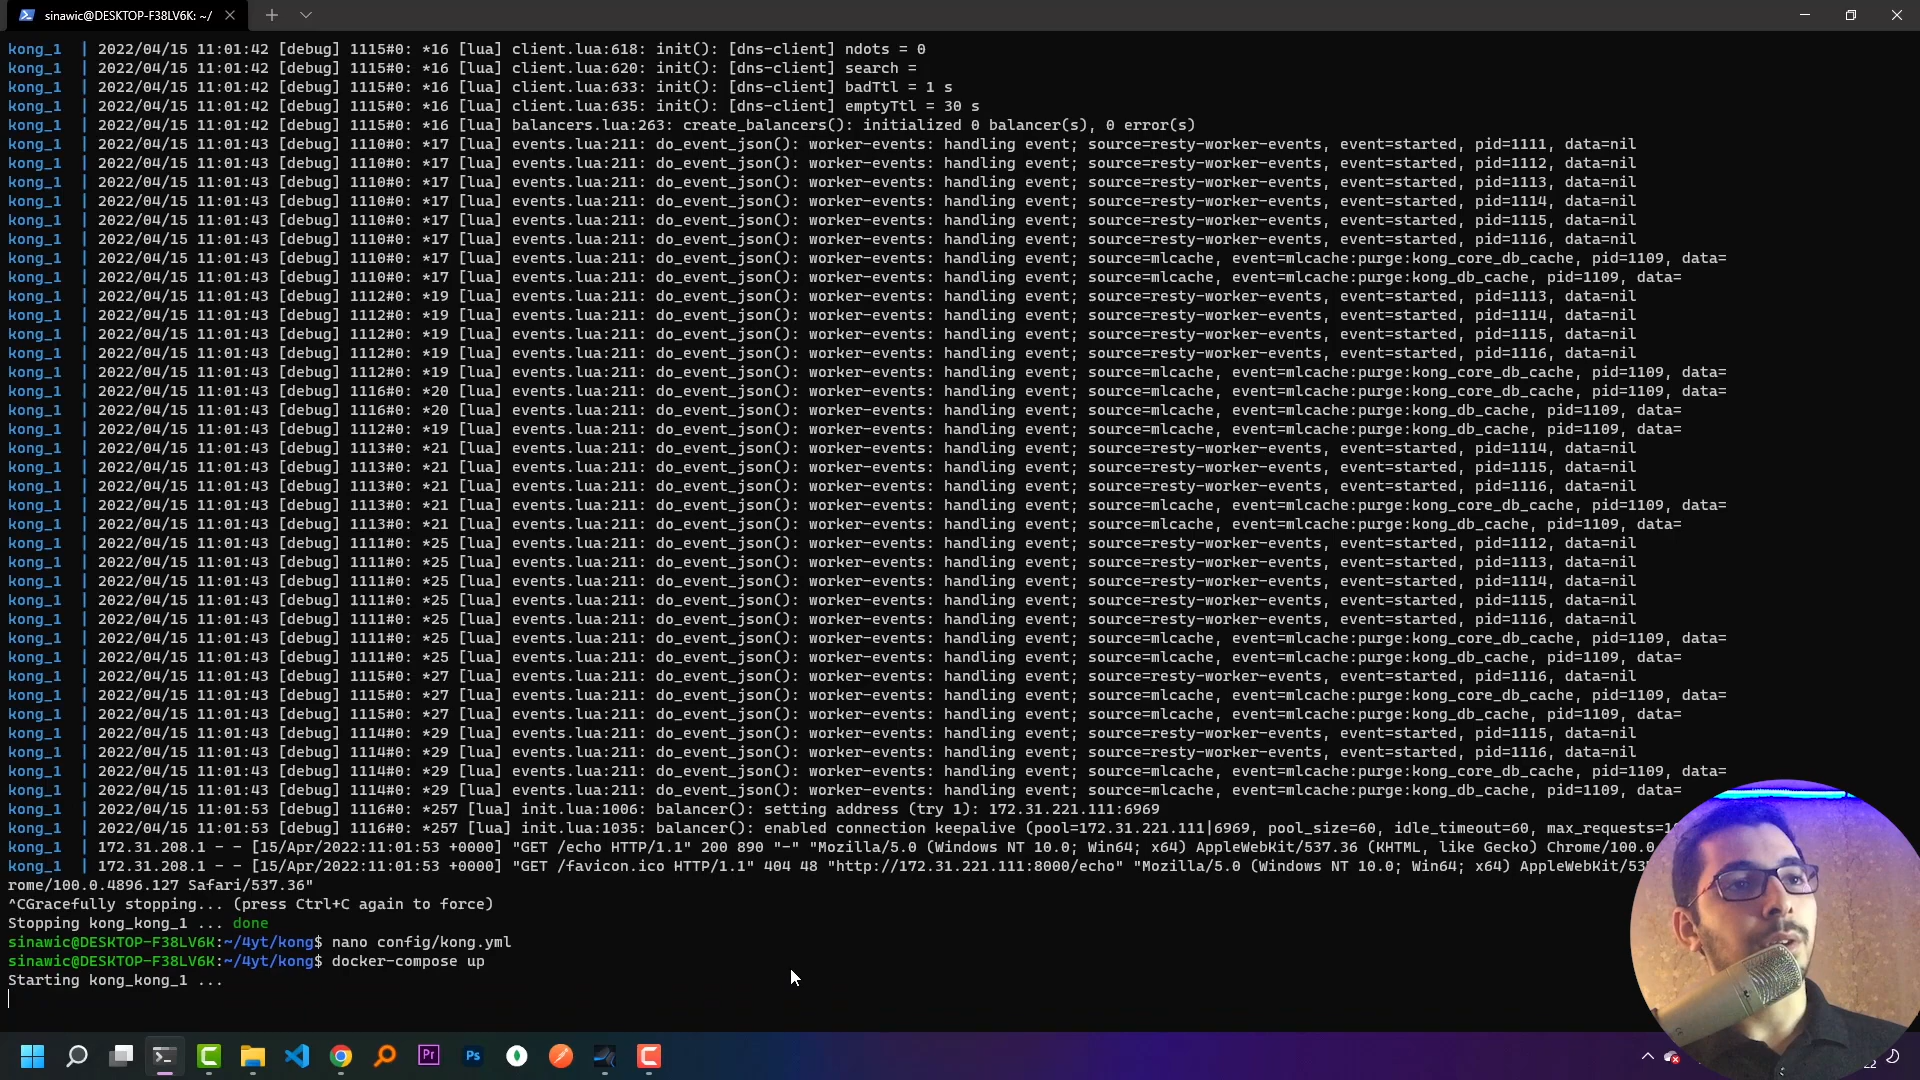 sinawic@DESKTOP-F38LV6K: ~/
kong_1 | 2022/04/15 11:01:42 [debug] 1115#0: *16 [lua] client.lua:618: init(): [dns-client] ndots = 0
kong_1 | 2022/04/15 11:01:42 [debug] 1115#0: *16 [lua] client.lua:620: init(): [dns-client] search =
kong_1 | 2022/04/15 11:01:42 [debug] 1115#0: *16 [lua] client.lua:633: init(): [dns-client] badTtl = 1 s
kong_1 | 2022/04/15 11:01:42 [debug] 1115#0: *16 [lua] client.lua:635: init(): [dns-client] emptyTtl = 30 s
kong_1 | 2022/04/15 11:01:42 [debug] 1115#0: *16 [lua] balancers.lua:263: create_balancers(): initialized 0 balancer(s), 0 error(s)
kong_1 | 2022/04/15 11:01:43 [debug] 1110#0: *17 [lua] events.lua:211: do_event_json(): worker-events: handling event; source=resty-worker-events, event=started, pid=1111, data=nil
kong_1 | 2022/04/15 11:01:43 [debug] 1110#0: *17 [lua] events.lua:211: do_event_json(): worker-events: handling event; source=resty-worker-events, event=started, pid=1112, data=nil
kong_1 | 2022/04/15 11:01:43 [debug] 1110#0: *17 [lua] events.lua:211: do_event_json(): worker-events: handling event; source=resty-worker-events, event=started, pid=1113, data=nil
kong_1 | 2022/04/15 11:01:43 [debug] 1110#0: *17 [lua] events.lua:211: do_event_json(): worker-events: handling event; source=resty-worker-events, event=started, pid=1114, data=nil
kong_1 | 2022/04/15 11:01:43 [debug] 1110#0: *17 [lua] events.lua:211: do_event_json(): worker-events: handling event; source=resty-worker-events, event=started, pid=1115, data=nil
kong_1 | 2022/04/15 11:01:43 [debug] 1110#0: *17 [lua] events.lua:211: do_event_json(): worker-events: handling event; source=resty-worker-events, event=started, pid=1116, data=nil
kong_1 | 2022/04/15 11:01:43 [debug] 1110#0: *17 [lua] events.lua:211: do_event_json(): worker-events: handling event; source=mlcache, event=mlcache:purge:kong_core_db_cache, pid=1109, data=
kong_1 | 2022/04/15 11:01:43 [debug] 1110#0: *17 [lua] events.lua:211: do_event_json(): worker-events: handling event; source=mlcache, event=mlcache:purge:kong_db_cache, pid=1109, data=
kong_1 | 2022/04/15 11:01:43 [debug] 1112#0: *19 [lua] events.lua:211: do_event_json(): worker-events: handling event; source=resty-worker-events, event=started, pid=1113, data=nil
kong_1 | 2022/04/15 11:01:43 [debug] 1112#0: *19 [lua] events.lua:211: do_event_json(): worker-events: handling event; source=resty-worker-events, event=started, pid=1114, data=nil
kong_1 | 2022/04/15 11:01:43 [debug] 1112#0: *19 [lua] events.lua:211: do_event_json(): worker-events: handling event; source=resty-worker-events, event=started, pid=1115, data=nil
kong_1 | 2022/04/15 11:01:43 [debug] 1112#0: *19 [lua] events.lua:211: do_event_json(): worker-events: handling event; source=resty-worker-events, event=started, pid=1116, data=nil
kong_1 | 2022/04/15 11:01:43 [debug] 1112#0: *19 [lua] events.lua:211: do_event_json(): worker-events: handling event; source=mlcache, event=mlcache:purge:kong_core_db_cache, pid=1109, data=
kong_1 | 2022/04/15 11:01:43 [debug] 1116#0: *20 [lua] events.lua:211: do_event_json(): worker-events: handling event; source=mlcache, event=mlcache:purge:kong_core_db_cache, pid=1109, data=
kong_1 | 2022/04/15 11:01:43 [debug] 1116#0: *20 [lua] events.lua:211: do_event_json(): worker-events: handling event; source=mlcache, event=mlcache:purge:kong_db_cache, pid=1109, data=
kong_1 | 2022/04/15 11:01:43 [debug] 1112#0: *19 [lua] events.lua:211: do_event_json(): worker-events: handling event; source=mlcache, event=mlcache:purge:kong_db_cache, pid=1109, data=
kong_1 | 2022/04/15 11:01:43 [debug] 1113#0: *21 [lua] events.lua:211: do_event_json(): worker-events: handling event; source=resty-worker-events, event=started, pid=1114, data=nil
kong_1 | 2022/04/15 11:01:43 [debug] 1113#0: *21 [lua] events.lua:211: do_event_json(): worker-events: handling event; source=resty-worker-events, event=started, pid=1115, data=nil
kong_1 | 2022/04/15 11:01:43 [debug] 1113#0: *21 [lua] events.lua:211: do_event_json(): worker-events: handling event; source=resty-worker-events, event=started, pid=1116, data=nil
kong_1 | 2022/04/15 11:01:43 [debug] 1113#0: *21 [lua] events.lua:211: do_event_json(): worker-events: handling event; source=mlcache, event=mlcache:purge:kong_core_db_cache, pid=1109, data=
kong_1 | 2022/04/15 11:01:43 [debug] 1113#0: *21 [lua] events.lua:211: do_event_json(): worker-events: handling event; source=mlcache, event=mlcache:purge:kong_db_cache, pid=1109, data=
kong_1 | 2022/04/15 11:01:43 [debug] 1111#0: *25 [lua] events.lua:211: do_event_json(): worker-events: handling event; source=resty-worker-events, event=started, pid=1112, data=nil
kong_1 | 2022/04/15 11:01:43 [debug] 1111#0: *25 [lua] events.lua:211: do_event_json(): worker-events: handling event; source=resty-worker-events, event=started, pid=1113, data=nil
kong_1 | 2022/04/15 11:01:43 [debug] 1111#0: *25 [lua] events.lua:211: do_event_json(): worker-events: handling event; source=resty-worker-events, event=started, pid=1114, data=nil
kong_1 | 2022/04/15 11:01:43 [debug] 1111#0: *25 [lua] events.lua:211: do_event_json(): worker-events: handling event; source=resty-worker-events, event=started, pid=1115, data=nil
kong_1 | 2022/04/15 11:01:43 [debug] 1111#0: *25 [lua] events.lua:211: do_event_json(): worker-events: handling event; source=resty-worker-events, event=started, pid=1116, data=nil
kong_1 | 2022/04/15 11:01:43 [debug] 1111#0: *25 [lua] events.lua:211: do_event_json(): worker-events: handling event; source=mlcache, event=mlcache:purge:kong_core_db_cache, pid=1109, data=
kong_1 | 2022/04/15 11:01:43 [debug] 1111#0: *25 [lua] events.lua:211: do_event_json(): worker-events: handling event; source=mlcache, event=mlcache:purge:kong_db_cache, pid=1109, data=
kong_1 | 2022/04/15 11:01:43 [debug] 1115#0: *27 [lua] events.lua:211: do_event_json(): worker-events: handling event; source=resty-worker-events, event=started, pid=1116, data=nil
kong_1 | 2022/04/15 11:01:43 [debug] 1115#0: *27 [lua] events.lua:211: do_event_json(): worker-events: handling event; source=mlcache, event=mlcache:purge:kong_core_db_cache, pid=1109, data=
kong_1 | 2022/04/15 11:01:43 [debug] 1115#0: *27 [lua] events.lua:211: do_event_json(): worker-events: handling event; source=mlcache, event=mlcache:purge:kong_db_cache, pid=1109, data=
kong_1 | 2022/04/15 11:01:43 [debug] 1114#0: *29 [lua] events.lua:211: do_event_json(): worker-events: handling event; source=resty-worker-events, event=started, pid=1115, data=nil
kong_1 | 2022/04/15 11:01:43 [debug] 1114#0: *29 [lua] events.lua:211: do_event_json(): worker-events: handling event; source=resty-worker-events, event=started, pid=1116, data=nil
kong_1 | 2022/04/15 11:01:43 [debug] 1114#0: *29 [lua] events.lua:211: do_event_json(): worker-events: handling event; source=mlcache, event=mlcache:purge:kong_core_db_cache, pid=1109, data=
kong_1 | 2022/04/15 11:01:43 [debug] 1114#0: *29 [lua] events.lua:211: do_event_json(): worker-events: handling event; source=mlcache, event=mlcache:purge:kong_db_cache, pid=1109, data=
kong_1 | 2022/04/15 11:01:53 [debug] 1116#0: *257 [lua] init.lua:1006: balancer(): setting address (try 1): 172.31.221.111:6969
kong_1 | 2022/04/15 11:01:53 [debug] 1116#0: *257 [lua] init.lua:1035: balancer(): enabled connection keepalive (pool=172.31.221.111|6969, pool_size=60, idle_timeout=60, max_requests=1
kong_1 | 172.31.208.1 - - [15/Apr/2022:11:01:53 +0000] "GET /echo HTTP/1.1" 200 890 "-" "Mozilla/5.0 (Windows NT 10.0; Win64; x64) AppleWebKit/537.36 (KHTML, like Gecko) Chrome/100.0
kong_1 | 172.31.208.1 - - [15/Apr/2022:11:01:53 +0000] "GET /favicon.ico HTTP/1.1" 404 48 "http://172.31.221.111:8000/echo" "Mozilla/5.0 (Windows NT 10.0; Win64; x64) AppleWebKit/53
rome/100.0.4896.127 Safari/537.36"
^CGracefully stopping... (press Ctrl+C again to force)
Stopping kong_kong_1 ... done
sinawic@DESKTOP-F38LV6K:~/4yt/kong$ nano config/kong.yml
sinawic@DESKTOP-F38LV6K:~/4yt/kong$ docker-compose up
Starting kong_kong_1 ...
Pr
Ps
22